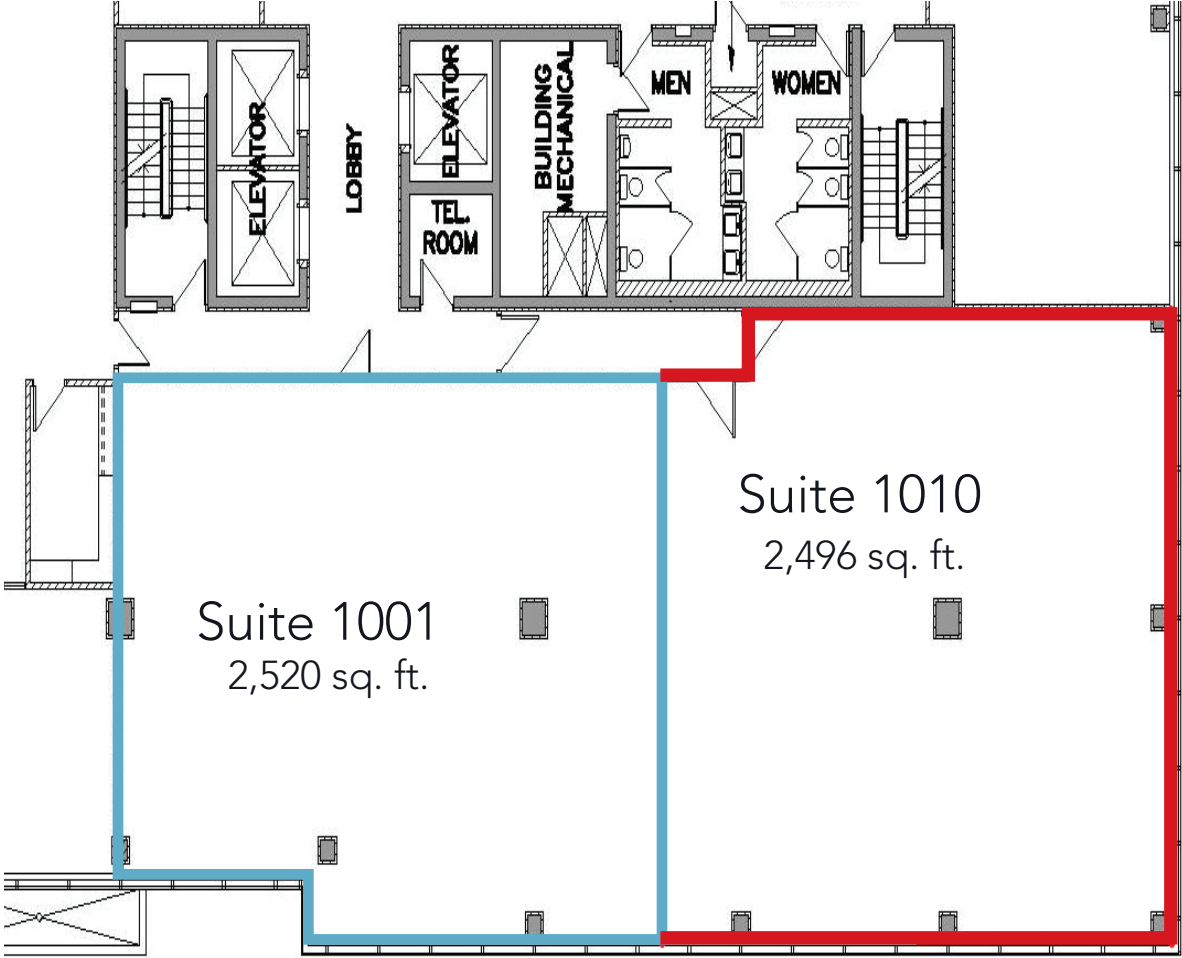 ELEVATOR
LOBBY
ELEVATOR
TEL.
ROOM
BUILDING
MECHANICAL
MEN
WOMEN
Suite 1010
2,496 sq. ft.
Suite 1001
2,520 sq. ft.